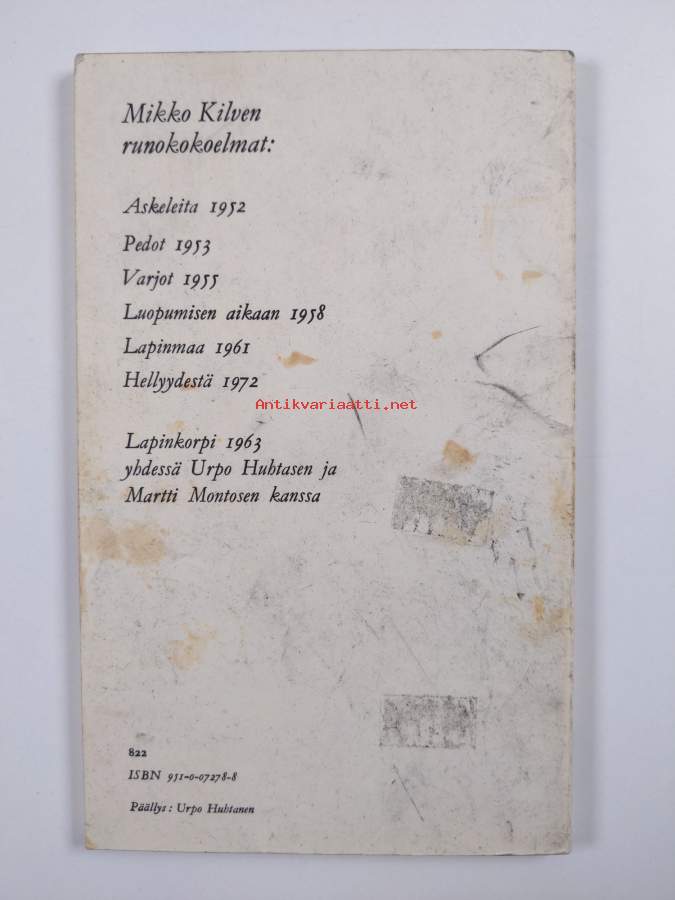 Mikko Kilven
runokokoelmat:
Askeleita 1952
Pedot 1953
Varjot 1955
Luopumisen aikaan 1958
Lapinmaa 1961
Hellyydestä 1972
Antikvariaatti.net
Lapinkorpi 1963
yhdessä Urpo Huhtasen ja
Martti Montosen kanssa
822
ISBN 951-0-07278-8
Päällys: Urpo Huhtanen